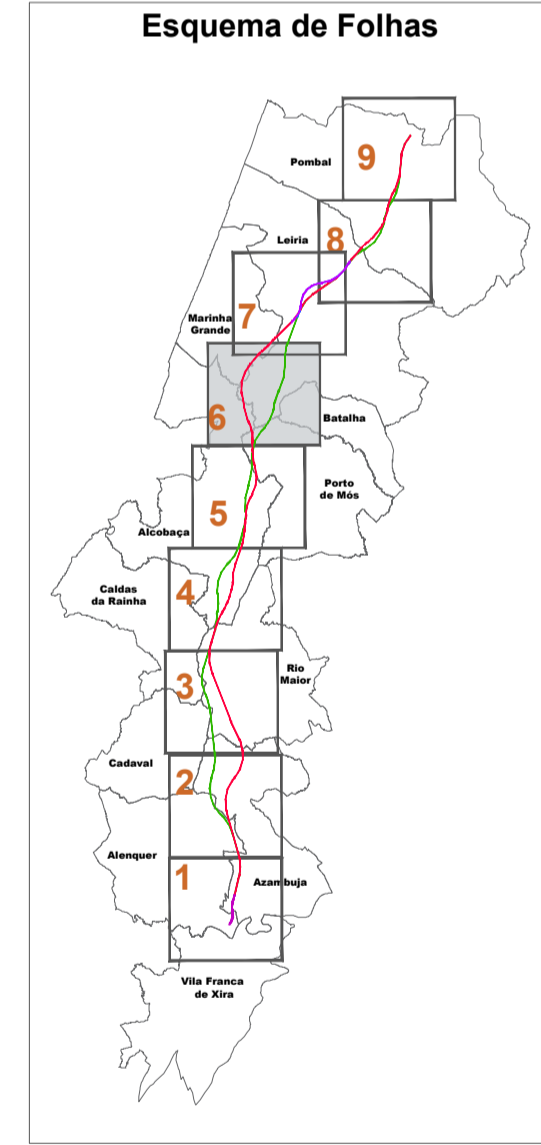 Esquema de Folhas
9
Pombal
8
Leiria
7
Marinha
Grande
6
Batalha
5
Porto
de Mós
Alcobaça
4
Caldas
da Rainha
3
Rio
Maior
Cadaval
2
Alenquer
1
Azambuja
Vila Franca
de Xira